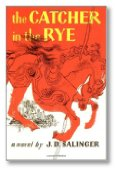 the CATCHER
in the RYE
a novel by J. D. SALINGER